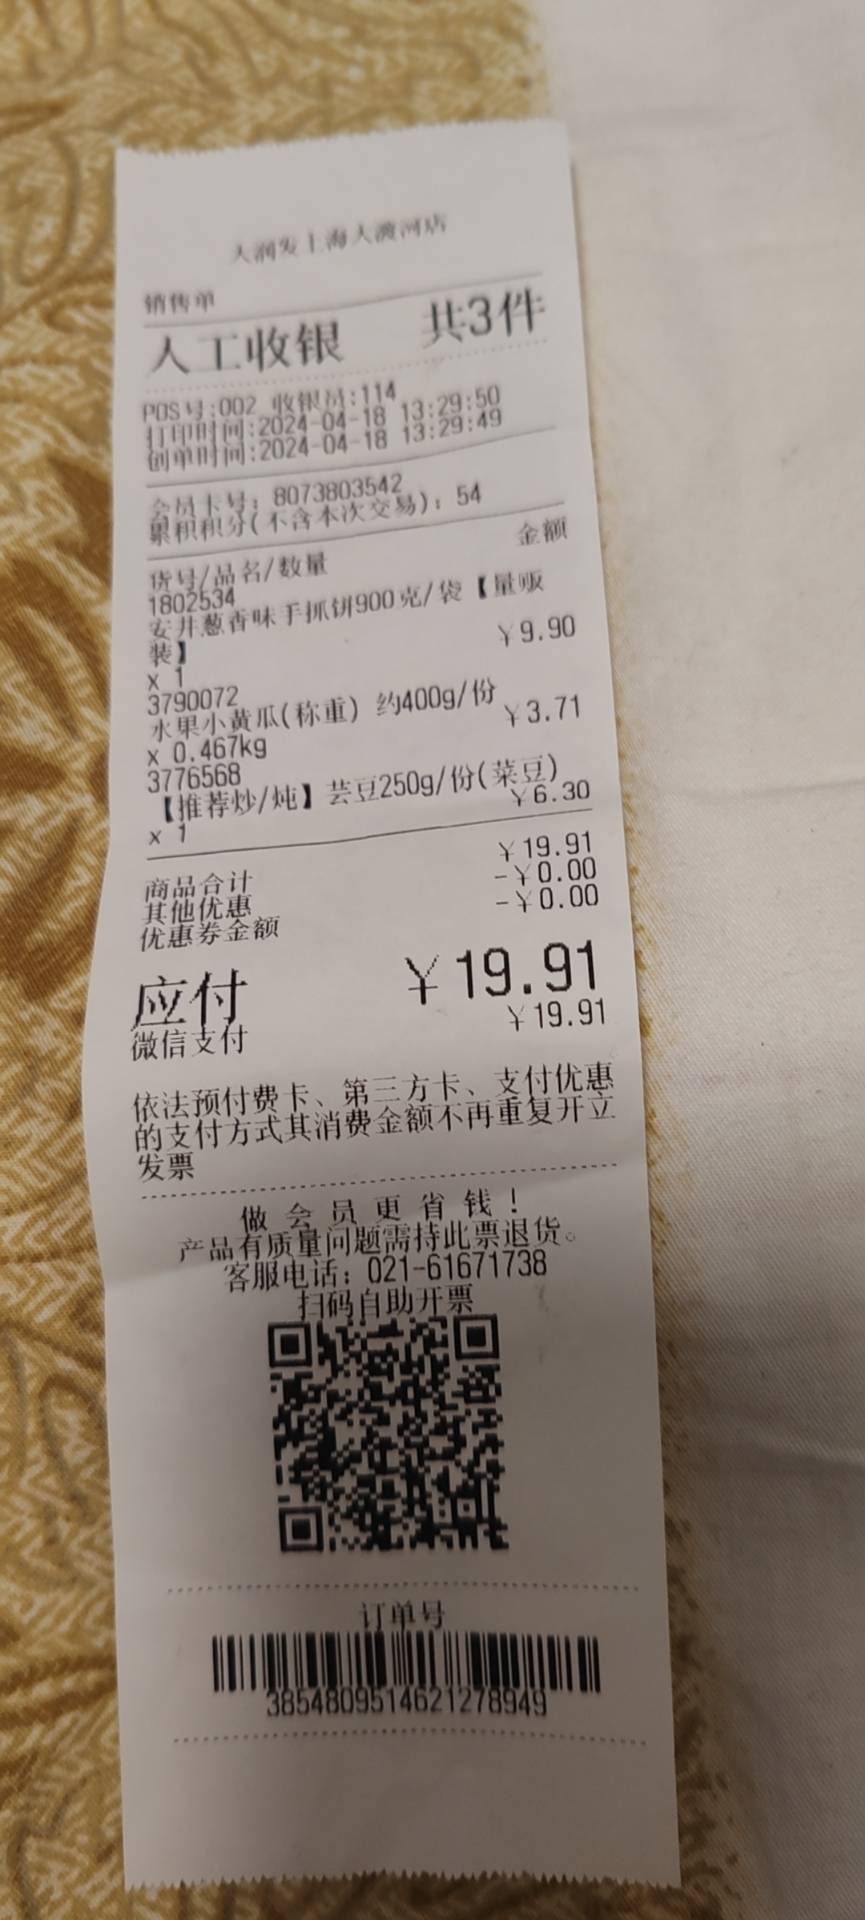 大润发上海大渡河店
销售单
人工收银 共3件
POS号:002 收银员:114
打印时间:2024-04-18 13:29:50
创单时间:2024-04-18 13:29:49
会员卡号: 8073803542
累积积分(不含本次交易): 54
货号/品名/数量 金额
1802534
安井葱香味手抓饼900克/袋【量贩
装】 ¥9.90
x 1
3790072
水果小黄瓜(称重) 约400g/份
x 0.467kg ¥3.71
3776568
【推荐炒/炖】芸豆250g/份(菜豆)
x 1 ¥6.30
商品合计 ¥19.91
其他优惠 -¥0.00
优惠券金额 -¥0.00
应付 ¥19.91
微信支付 ¥19.91
依法预付费卡、第三方卡、支付优惠
的支付方式其消费金额不再重复开立
发票
做会员更省钱!
产品有质量问题需持此票退货。
客服电话: 021-61671738
扫码自助开票
订单号
3854809514621278949